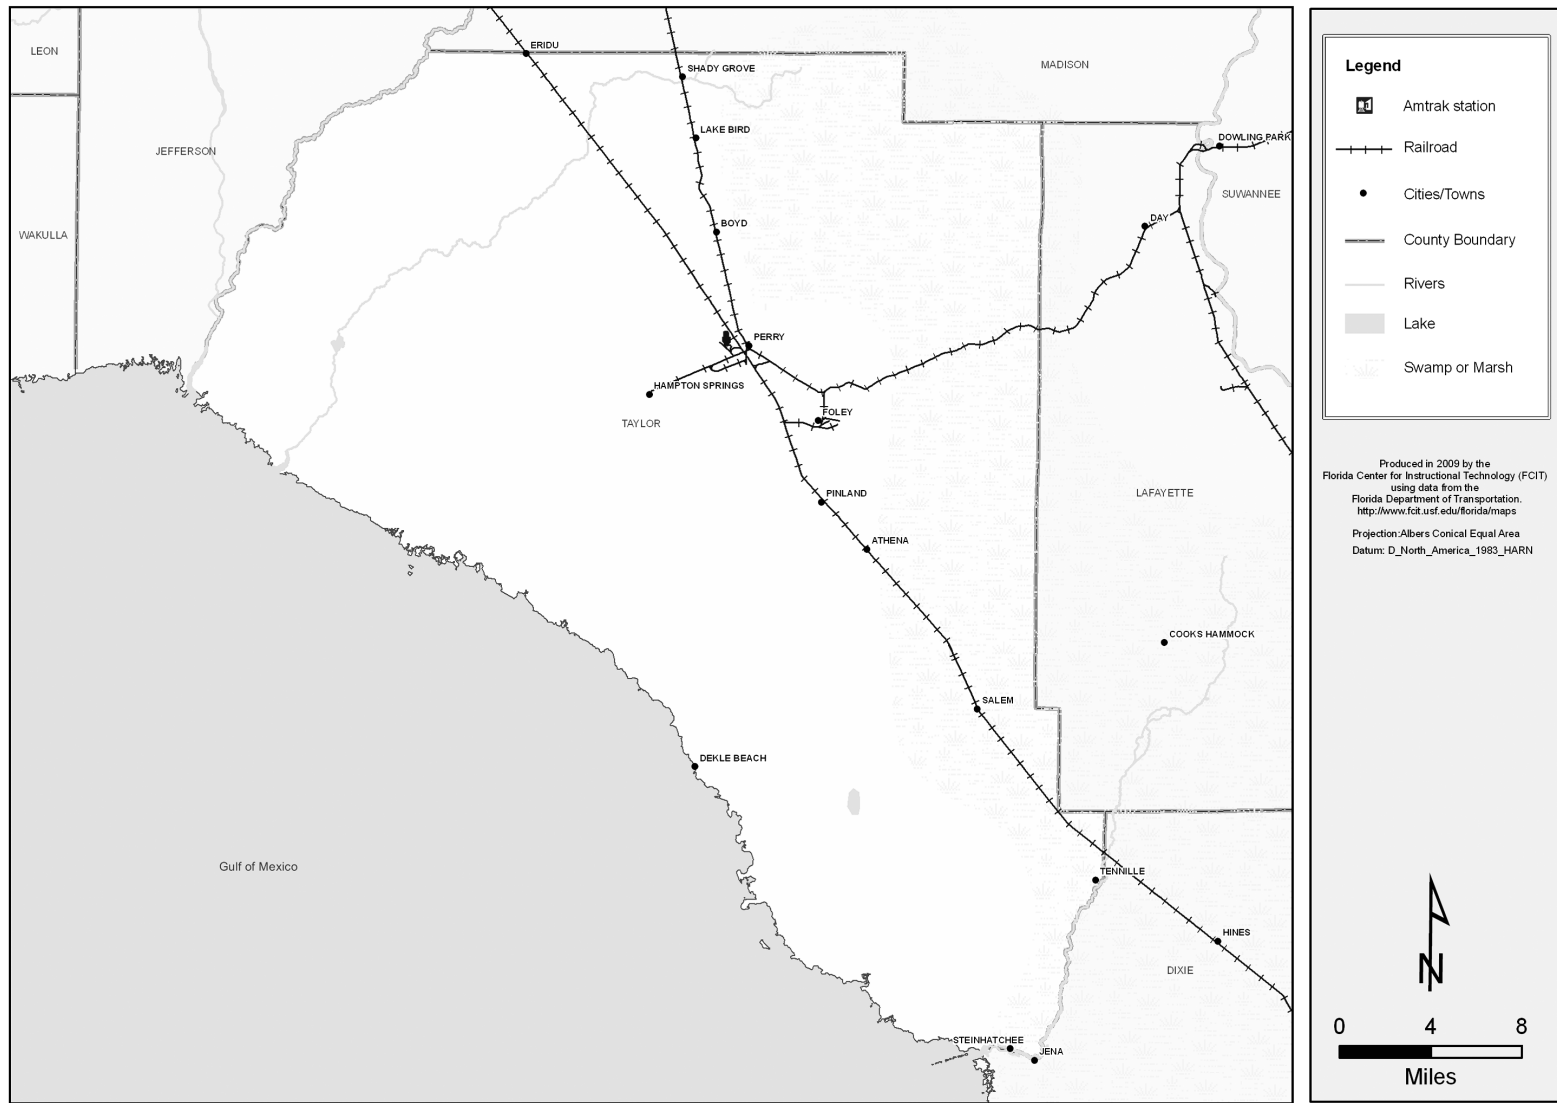 LEON
ERIDU
SHADY GROVE
MADISON
LAKE BIRD
DOWLING PARK
JEFFERSON
SUWANNEE
DAY
BOYD
WAKULLA
PERRY
HAMPTON SPRINGS
FOLEY
TAYLOR
PINLAND
LAFAYETTE
ATHENA
COOKS HAMMOCK
SALEM
DEKLE BEACH
Gulf of Mexico
TENNILLE
HINES
DIXIE
STEINHATCHEE
JENA
Legend
Amtrak station
Railroad
Cities/Towns
County Boundary
Rivers
Lake
Swamp or Marsh
Produced in 2009 by the
Florida Center for Instructional Technology (FCIT)
using data from the
Florida Department of Transportation.
http://www.fcit.usf.edu/florida/maps
Projection:Albers Conical Equal Area
Datum: D_North_America_1983_HARN
N
0 4 8
Miles